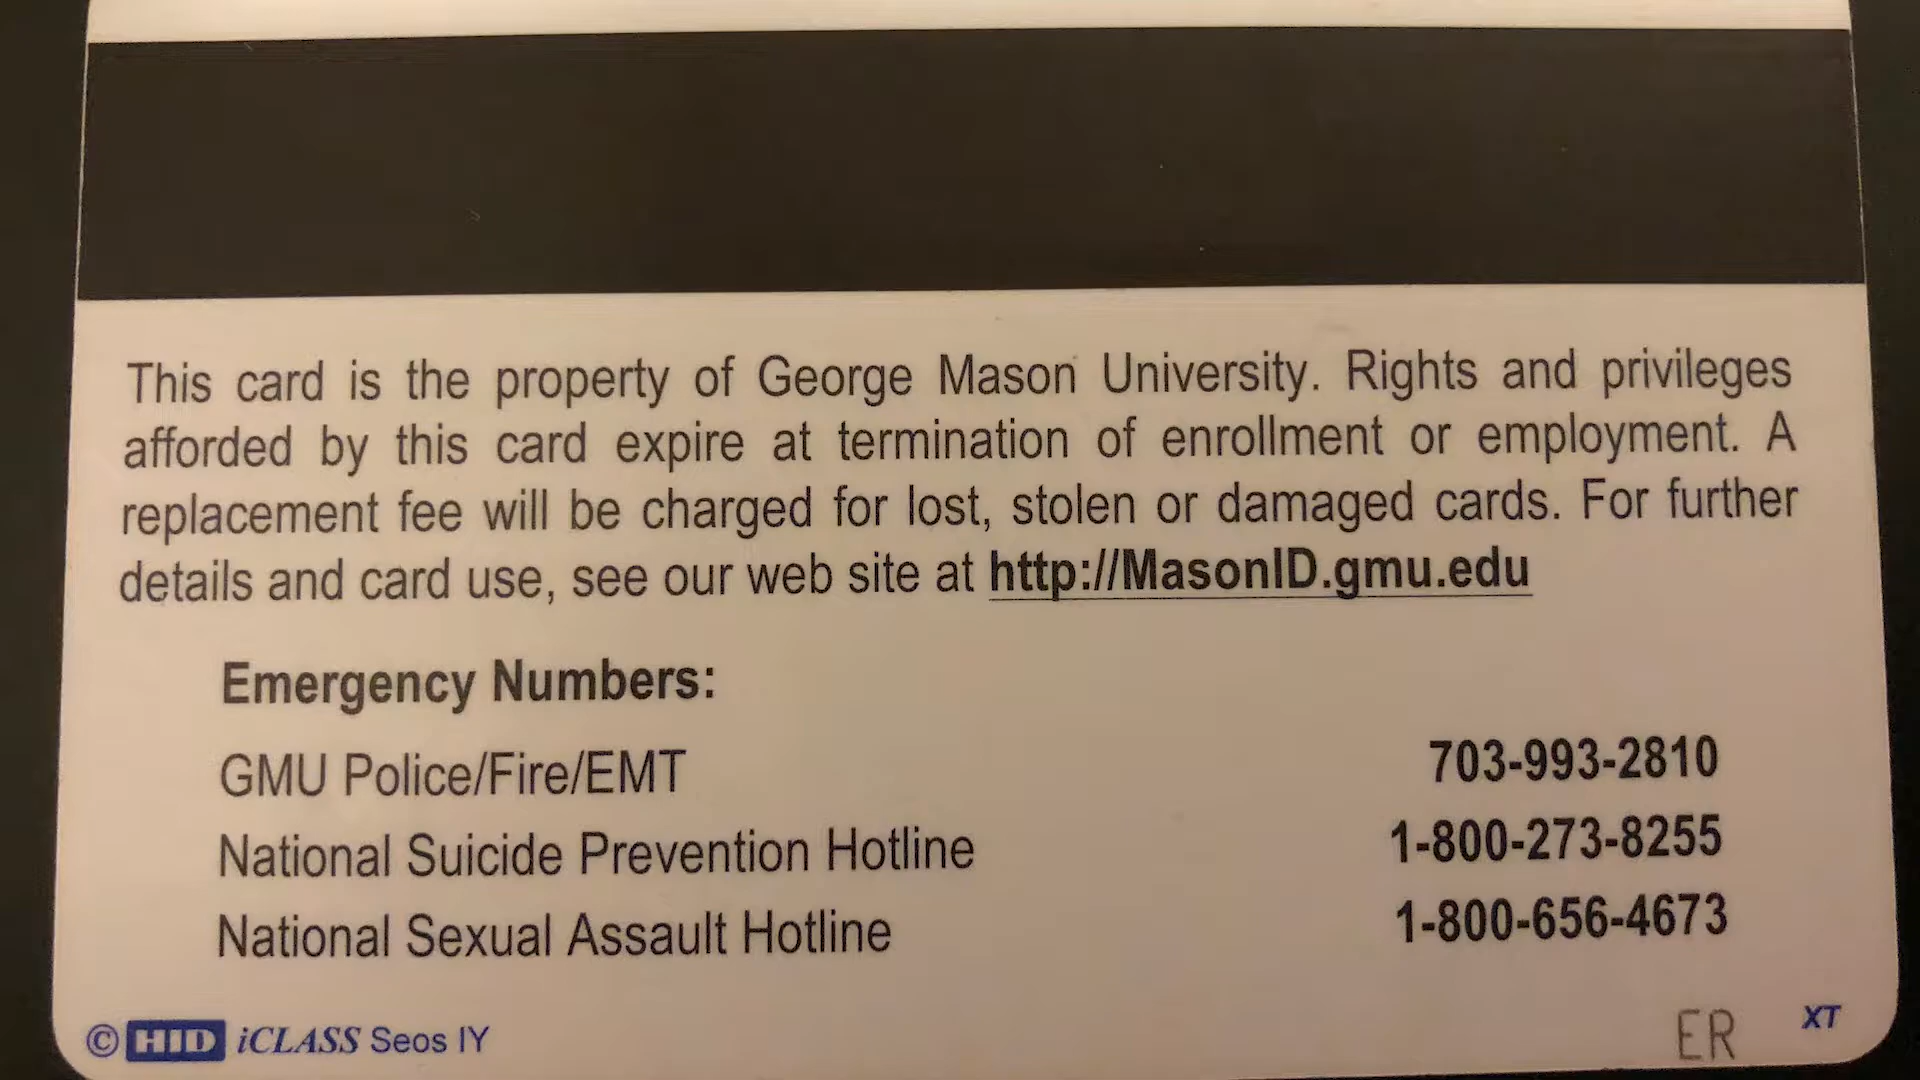 This card is the property of George Mason University. Rights and privileges
afforded by this card expire at termination of enrollment or employment. A
replacement fee will be charged for lost, stolen or damaged cards. For further
details and card use, see our web site at http://MasonID.gmu.edu
Emergency Numbers:
GMU Police/Fire/EMT 703-993-2810
National Suicide Prevention Hotline 1-800-273-8255
National Sexual Assault Hotline 1-800-656-4673
© HID iCLASS Seos IY ER XT